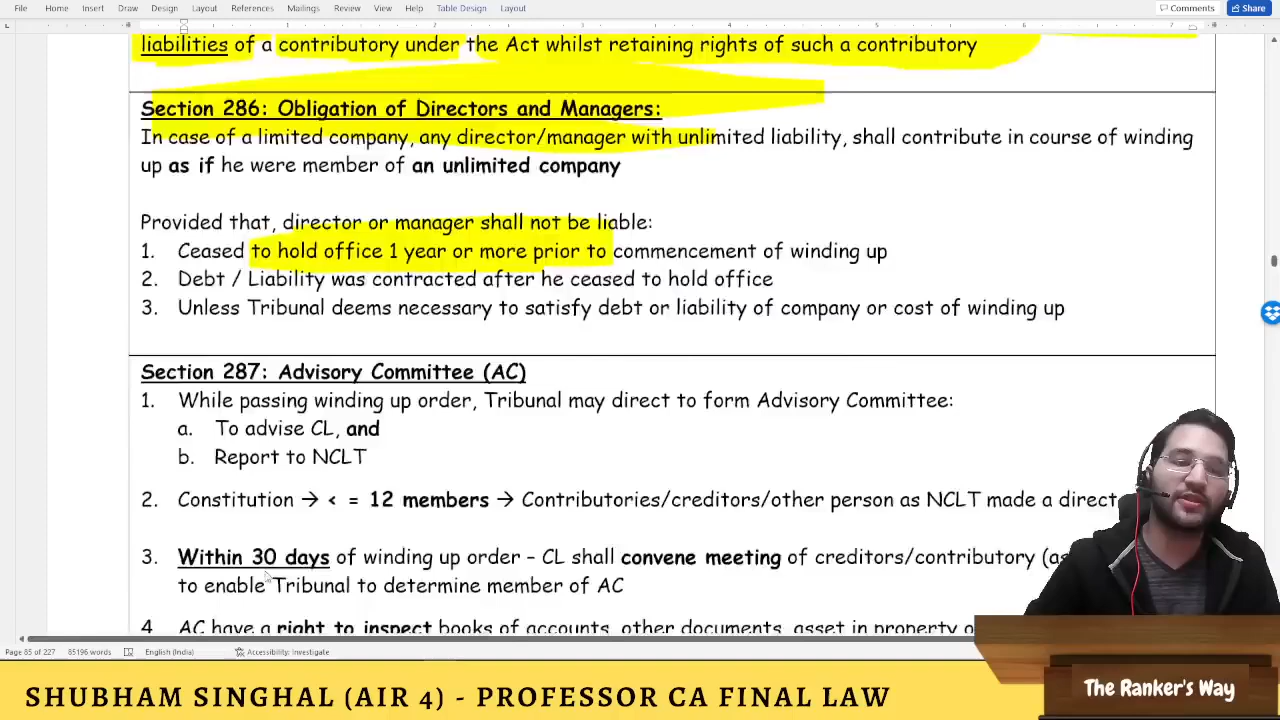 File Home Insert Draw Design Layout References Mailings Review View Help Table Design Layout Comments Share
liabilities of a contributory under the Act whilst retaining rights of such a contributory
Section 286: Obligation of Directors and Managers:
In case of a limited company, any director/manager with unlimited liability, shall contribute in course of winding
up as if he were member of an unlimited company
Provided that, director or manager shall not be liable:
1. Ceased to hold office 1 year or more prior to commencement of winding up
2. Debt / Liability was contracted after he ceased to hold office
3. Unless Tribunal deems necessary to satisfy debt or liability of company or cost of winding up
Section 287: Advisory Committee (AC)
1. While passing winding up order, Tribunal may direct to form Advisory Committee:
a. To advise CL, and
b. Report to NCLT
2. Constitution → < = 12 members → Contributories/creditors/other person as NCLT made a direct
3. Within 30 days of winding up order – CL shall convene meeting of creditors/contributory
to enable Tribunal to determine member of AC
4 AC have a right to inspect books of accounts, other documents, asset in property
Page 85 of 227 85196 words English (India) Accessibility: Investigate
SHUBHAM SINGHAL (AIR 4) - PROFESSOR CA FINAL LAW
The Ranker's Way